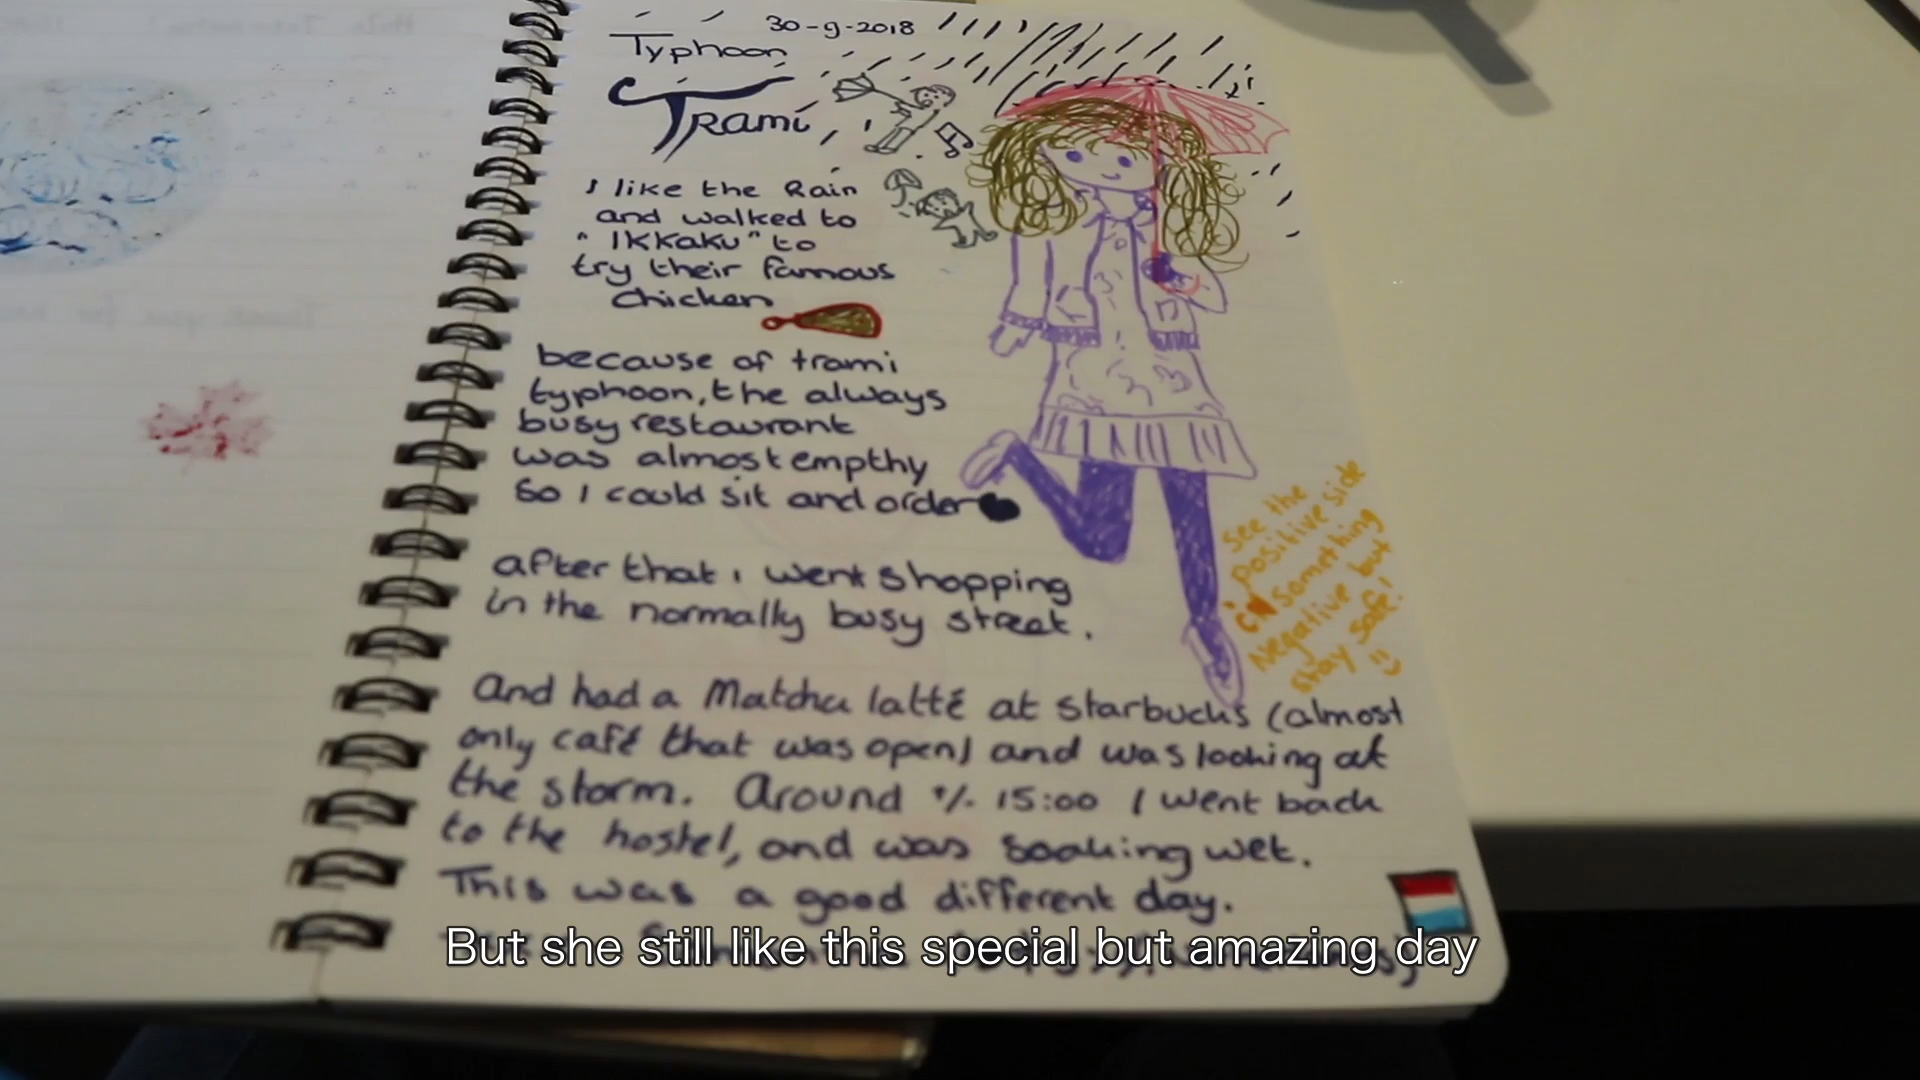 30-9-2018
Typhoon
Trami
I like the Rain
and walked to
"Ikkaku" to
try their famous
chicken
because of trami
typhoon, the always
busy restaurant
was almost empthy
so I could sit and order
after that I went shopping
in the normally busy street.
see the
positive side
in something
Negative but
stay safe!
And had a Matcha latté at starbucks (almost
only café that was open) and was looking at
the storm. Around +/- 15:00 I went back
to the hostel, and was soaking wet.
This was a good different day.
But she still like this special but amazing day